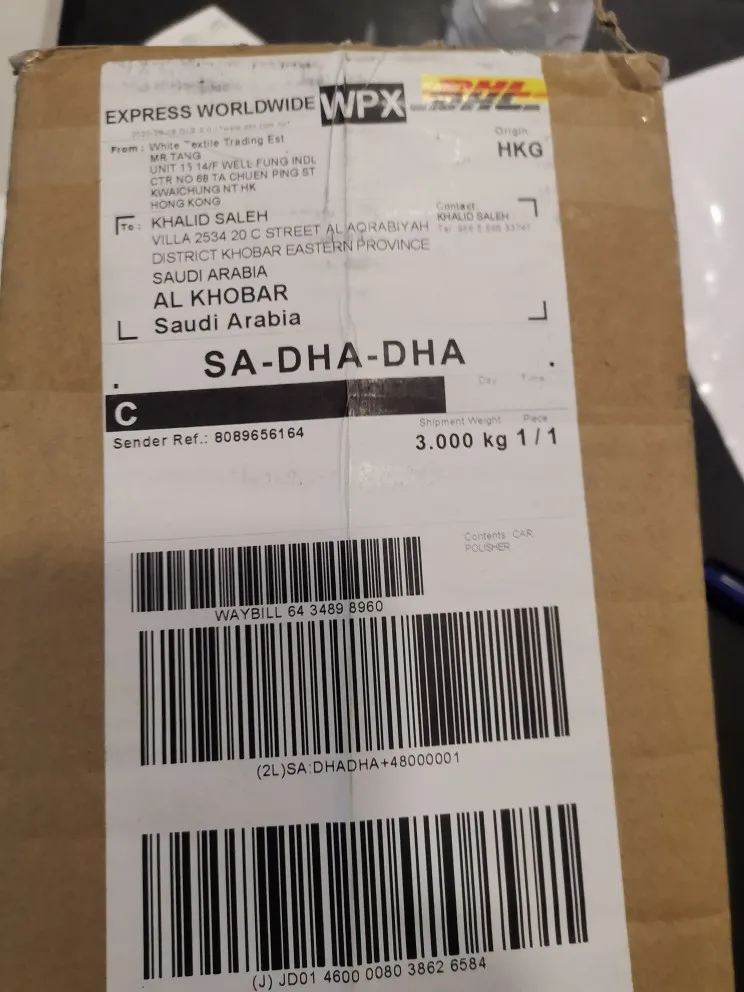 EXPRESS WORLDWIDE WPX DHL
Origin:
HKG
From : White Textile Trading Est
MR TANG
UNIT 13 14/F WELL FUNG INDL
CTR NO 68 TA CHUEN PING ST
KWAICHUNG NT HK
HONG KONG
To : KHALID SALEH
VILLA 2534 20 C STREET AL AQRABIYAH
DISTRICT KHOBAR EASTERN PROVINCE
SAUDI ARABIA
AL KHOBAR
Saudi Arabia
Contact:
KHALID SALEH
SA-DHA-DHA
Day Time
C
Sender Ref.: 8089656164
Shipment Weight Piece
3.000 kg 1 / 1
Contents: CAR
POLISHER
WAYBILL 64 3489 8960
(2L)SA:DHADHA+48000001
(J) JD01 4600 0080 3862 6584